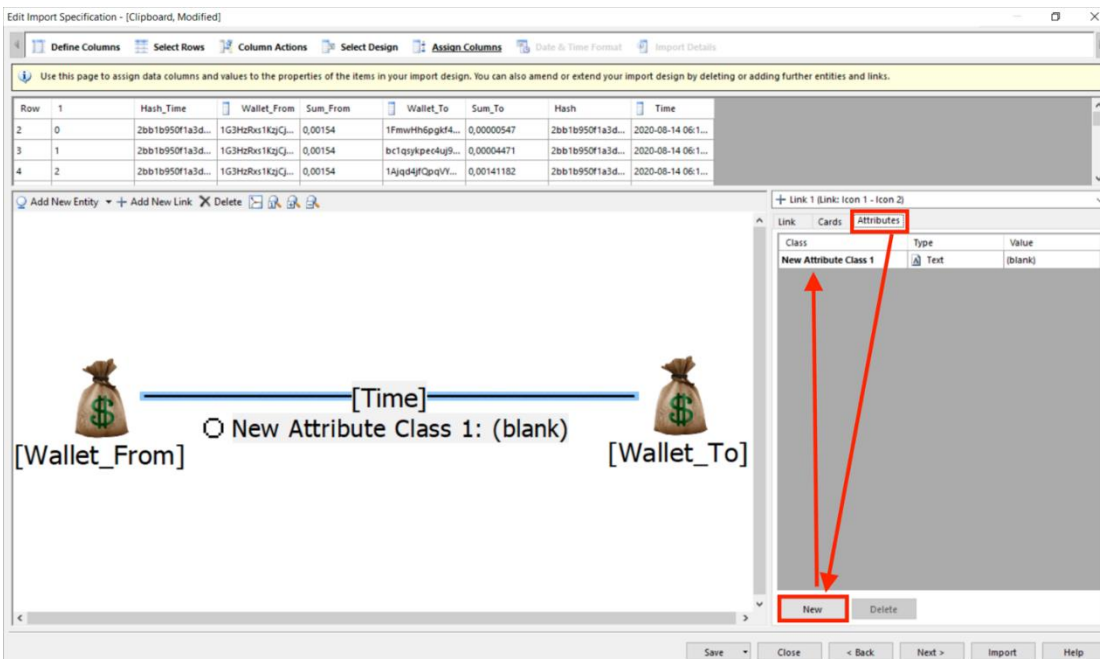 Edit Import Specification - [Clipboard, Modified]
Define Columns Select Rows Column Actions Select Design Assign Columns Date & Time Format Import Details
Use this page to assign data columns and values to the properties of the items in your import design. You can also amend or extend your import design by deleting or adding further entities and links.
Row 1 Hash_Time Wallet_From Sum_From Wallet_To Sum_To Hash Time
2 0 2bb1b950f1a3d... 1G3HzRxs1KzjCj... 0,00154 1FmwHh6pgkf4... 0,00000547 2bb1b950f1a3d... 2020-08-14 06:1...
3 1 2bb1b950f1a3d... 1G3HzRxs1KzjCj... 0,00154 bc1qsykpec4uj9... 0,00004471 2bb1b950f1a3d... 2020-08-14 06:1...
4 2 2bb1b950f1a3d... 1G3HzRxs1KzjCj... 0,00154 1Ajqd4jfQpqVY... 0,00141182 2bb1b950f1a3d... 2020-08-14 06:1...
Add New Entity Add New Link Delete
Link 1 (Link: Icon 1 - Icon 2)
Link Cards Attributes
Class Type Value
New Attribute Class 1 Text (blank)
[Time]
New Attribute Class 1: (blank)
[Wallet_From] [Wallet_To]
New Delete
Save Close < Back Next > Import Help